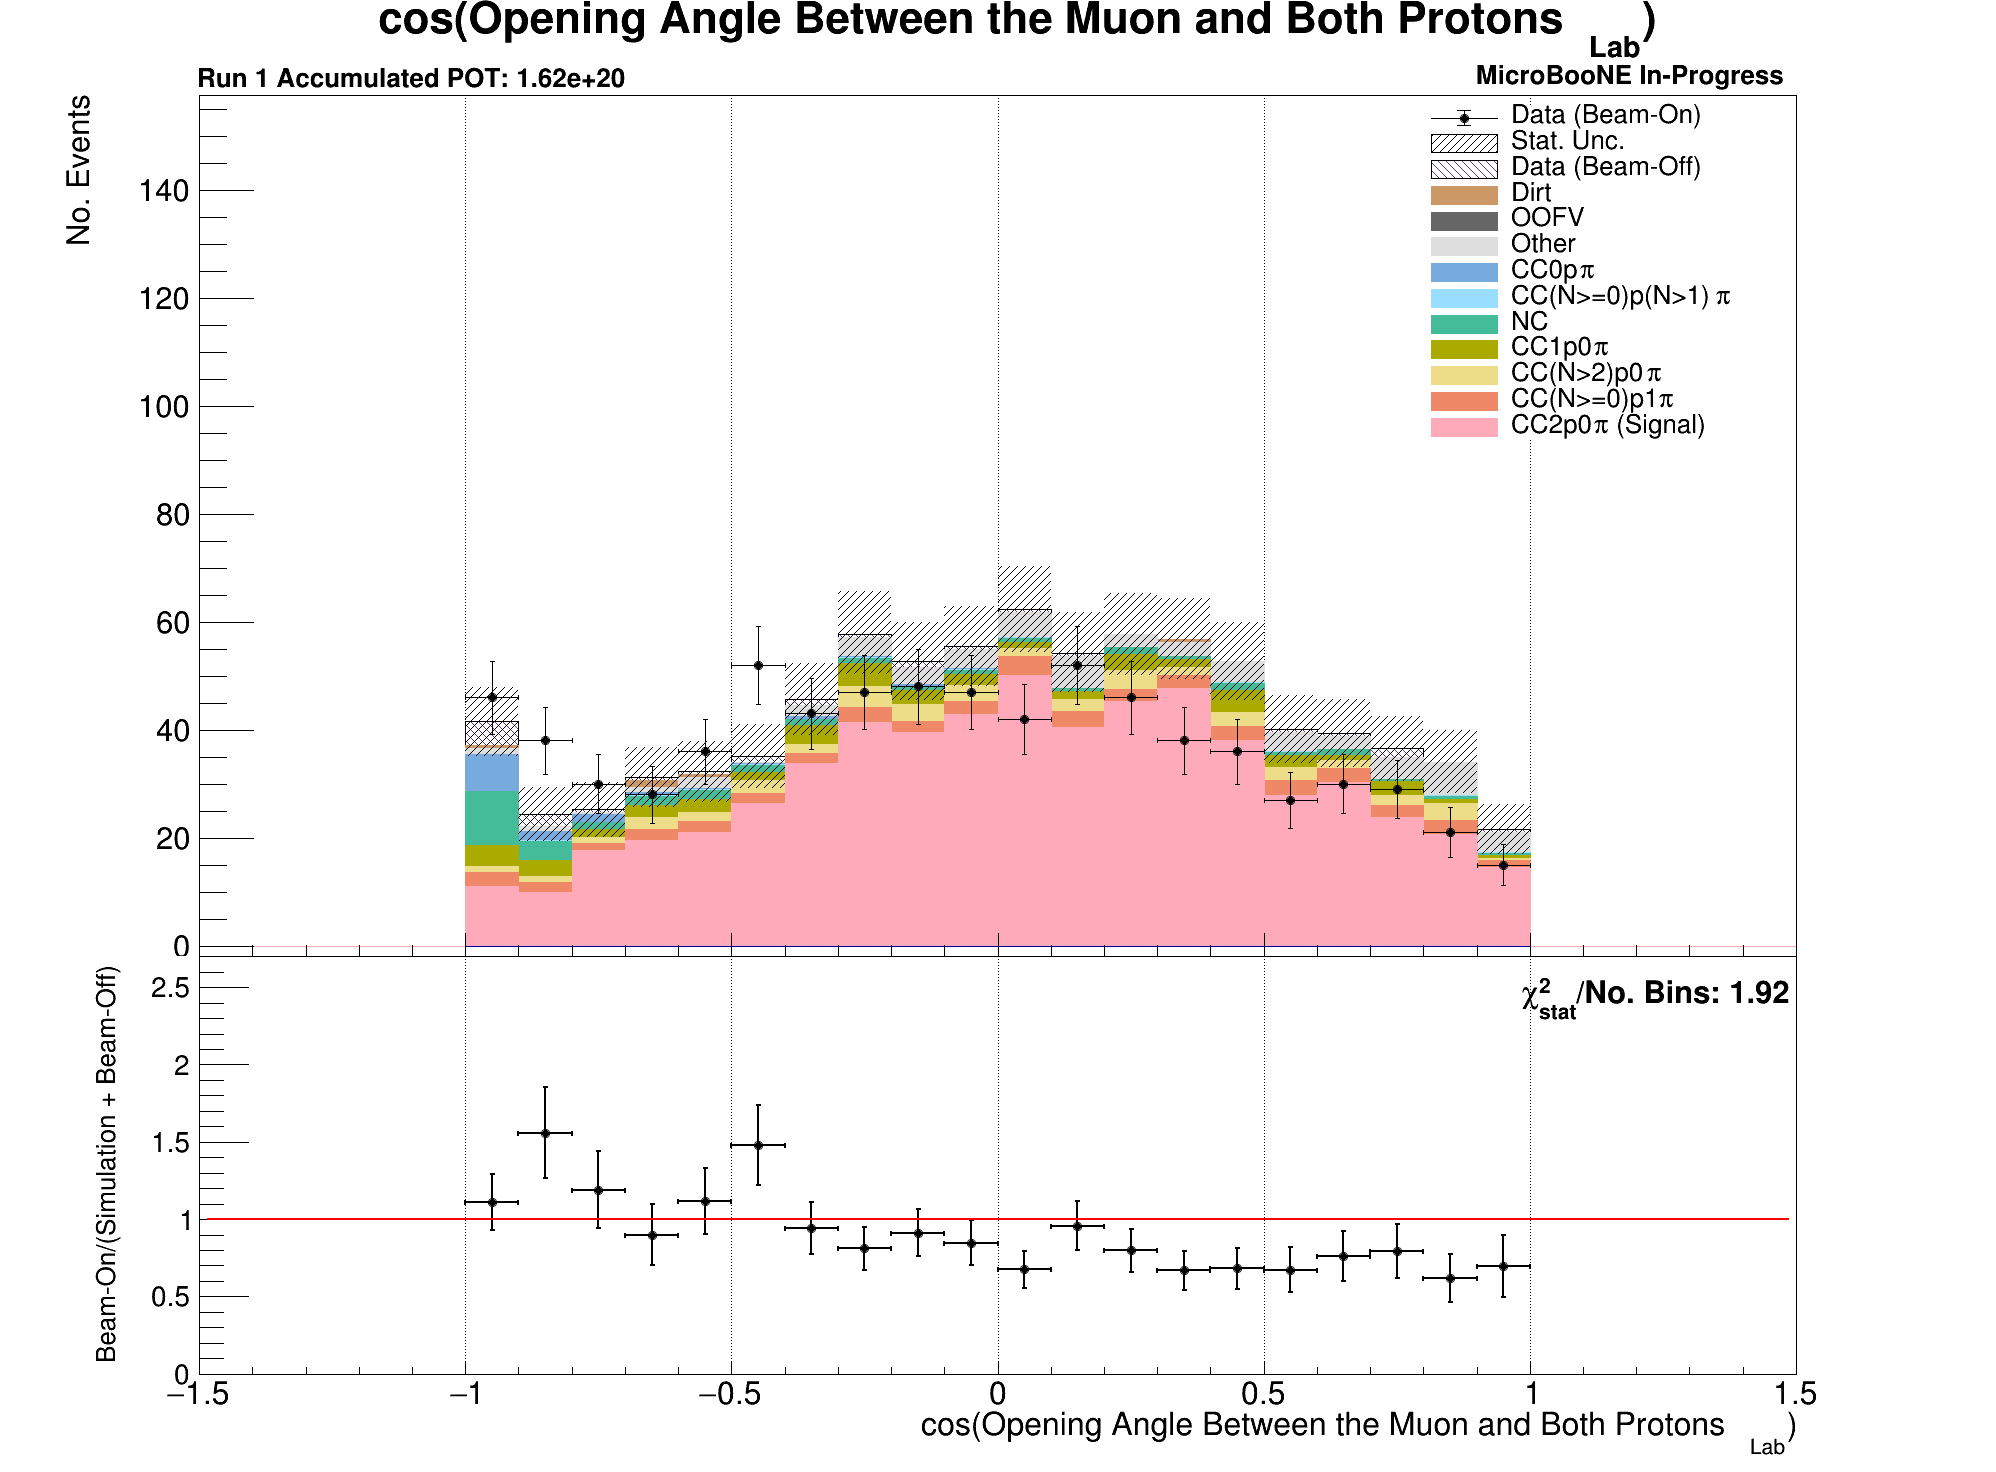 cos(Opening Angle Between the Muon and Both Protons Lab)
Run 1 Accumulated POT: 1.62e+20
MicroBooNE In-Progress
No. Events
140
120
100
80
60
40
20
0
Data (Beam-On)
Stat. Unc.
Data (Beam-Off)
Dirt
OOFV
Other
CC0pπ
CC(N>=0)p(N>1) π
NC
CC1p0π
CC(N>2)p0π
CC(N>=0)p1π
CC2p0π (Signal)
Beam-On/(Simulation + Beam-Off)
2.5
2
1.5
1
0.5
0
χ²stat/No. Bins: 1.92
−1.5
−1
−0.5
0
0.5
1
1.5
cos(Opening Angle Between the Muon and Both Protons Lab)